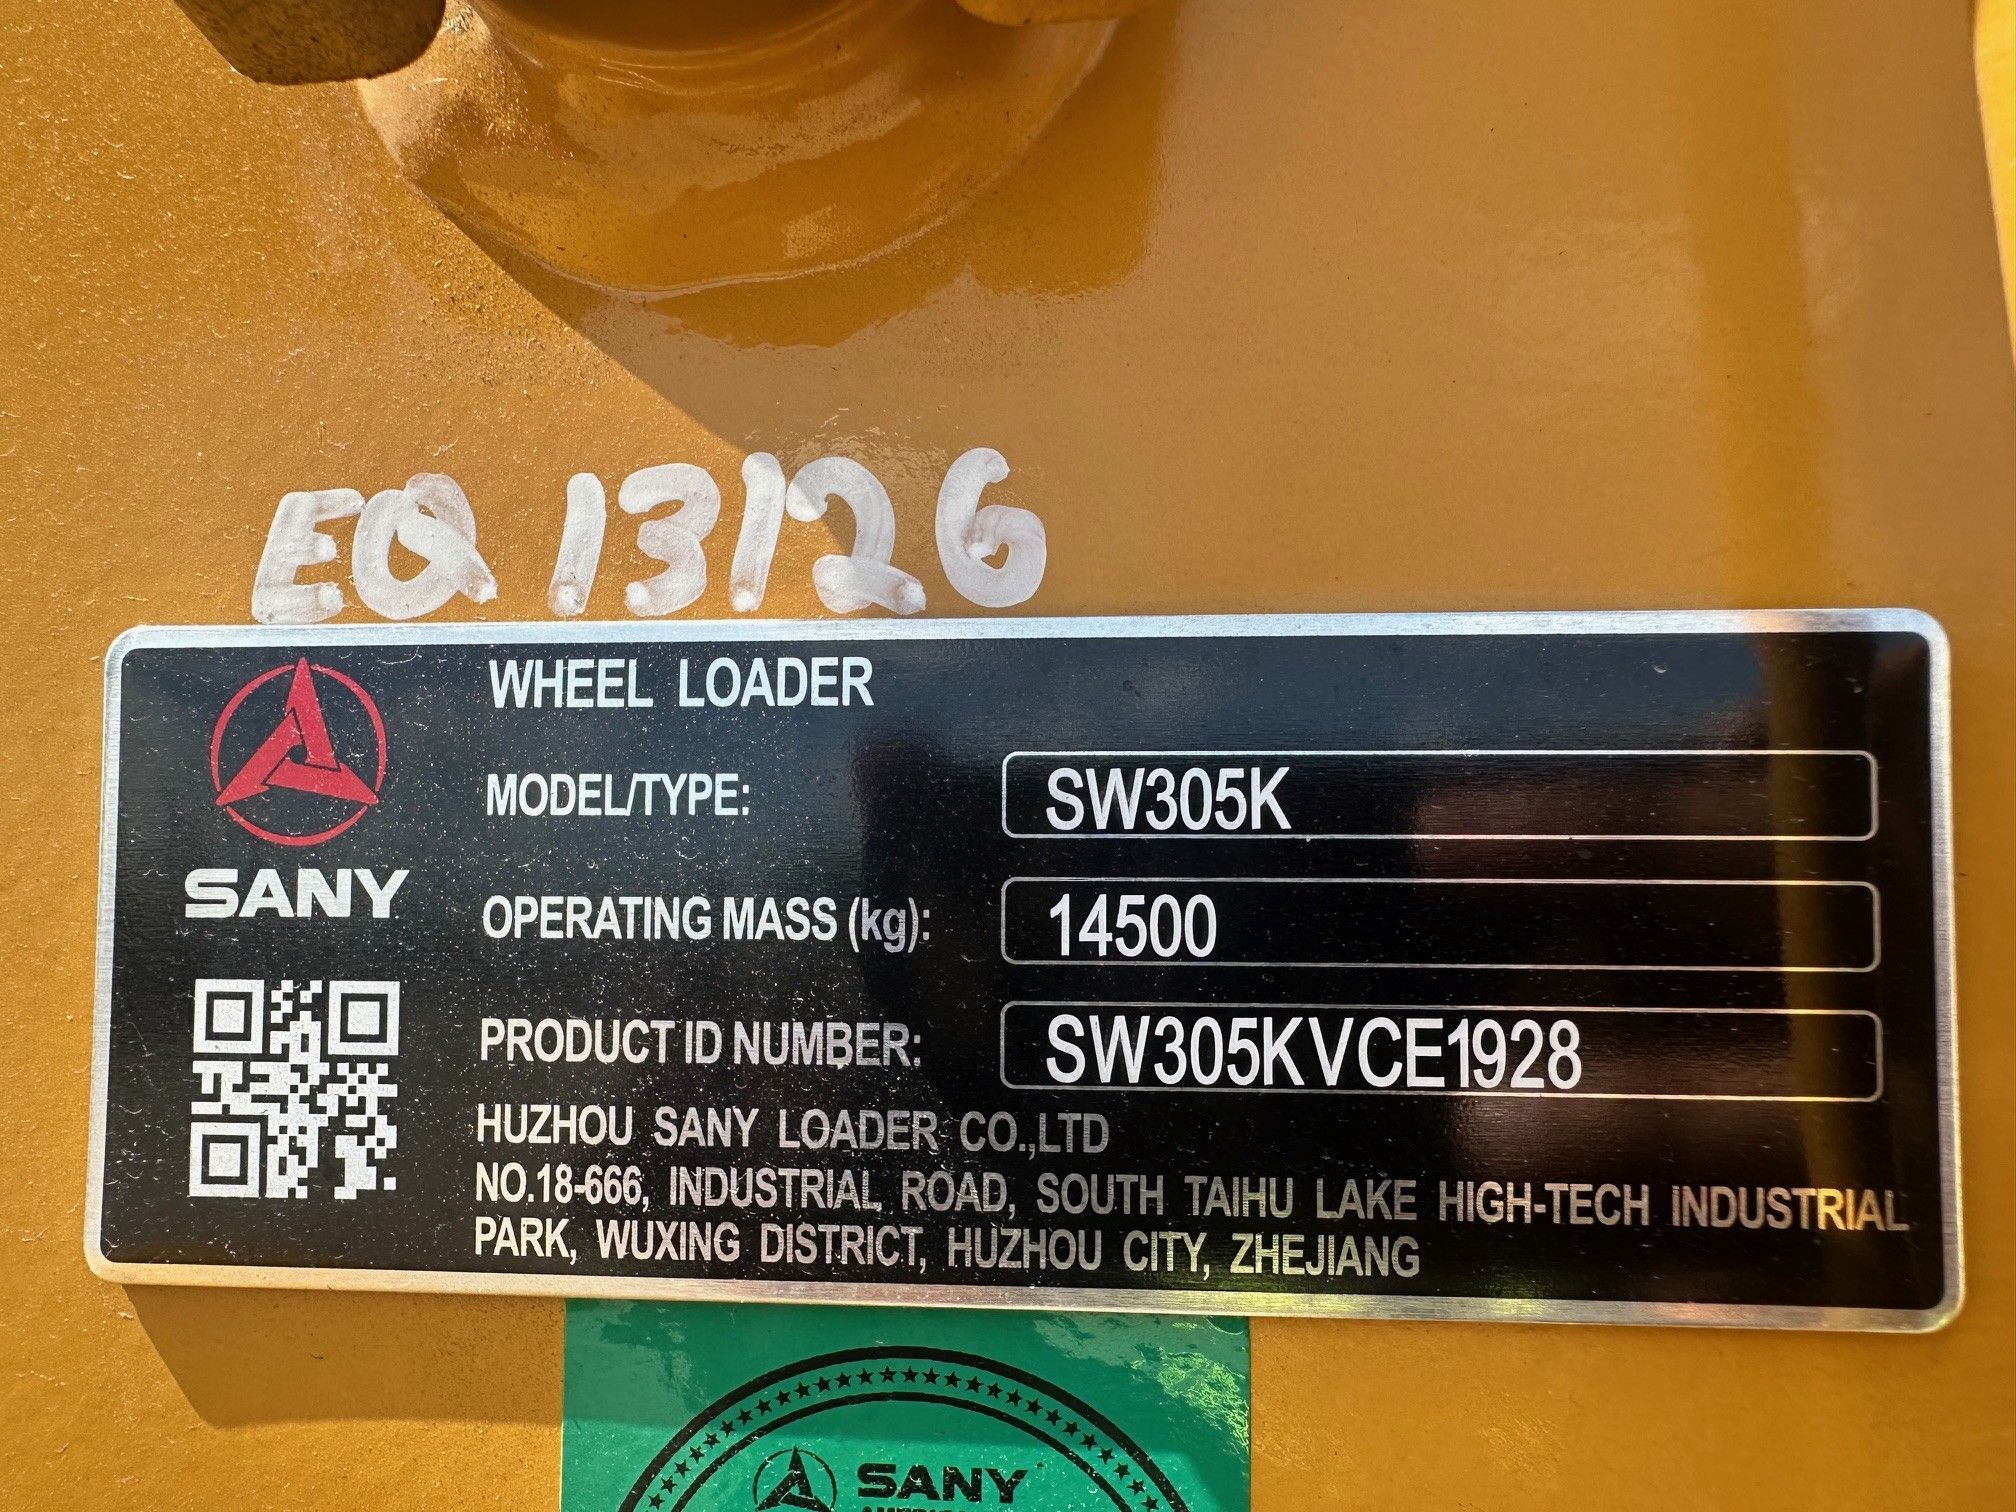 EQ 13126
WHEEL LOADER
MODEL/TYPE: SW305K
SANY
OPERATING MASS (kg): 14500
PRODUCT ID NUMBER: SW305KVCE1928
HUZHOU SANY LOADER CO.,LTD
NO.18-666, INDUSTRIAL ROAD, SOUTH TAIHU LAKE HIGH-TECH INDUSTRIAL
PARK, WUXING DISTRICT, HUZHOU CITY, ZHEJIANG
SANY